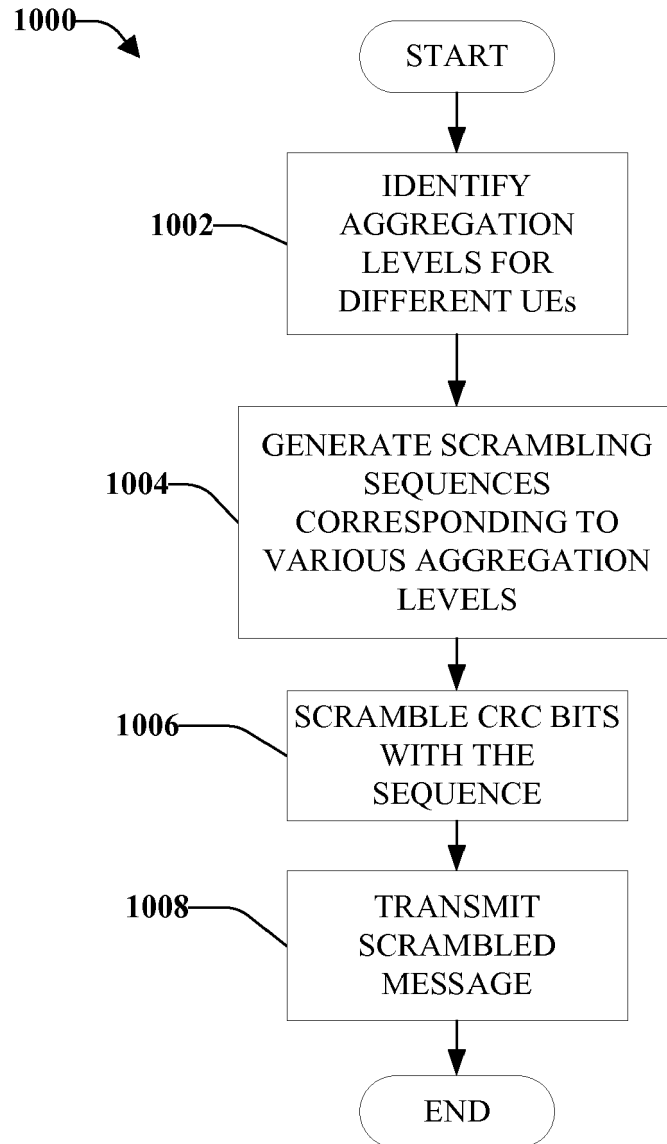 1000
START
IDENTIFY
AGGREGATION
LEVELS FOR
DIFFERENT UEs
1002
GENERATE SCRAMBLING
SEQUENCES
CORRESPONDING TO
VARIOUS AGGREGATION
LEVELS
1004
SCRAMBLE CRC BITS
WITH THE
SEQUENCE
1006
TRANSMIT
SCRAMBLED
MESSAGE
1008
END